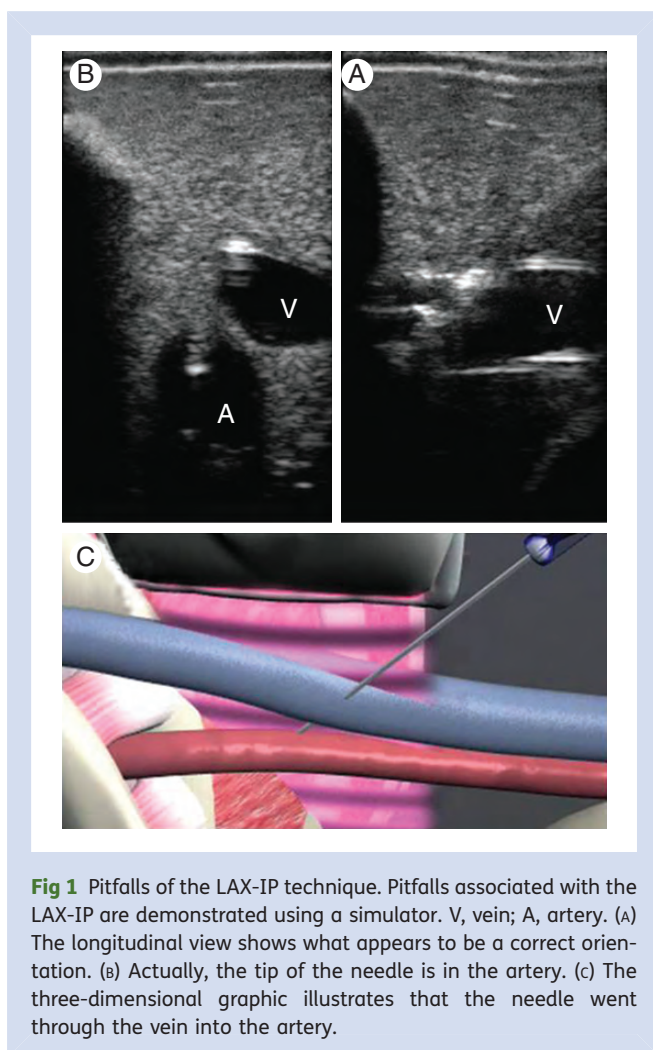 B
A
V
V
A
C
Fig 1 Pitfalls of the LAX-IP technique. Pitfalls associated with the
LAX-IP are demonstrated using a simulator. V, vein; A, artery. (A)
The longitudinal view shows what appears to be a correct orien-
tation. (B) Actually, the tip of the needle is in the artery. (C) The
three-dimensional graphic illustrates that the needle went
through the vein into the artery.